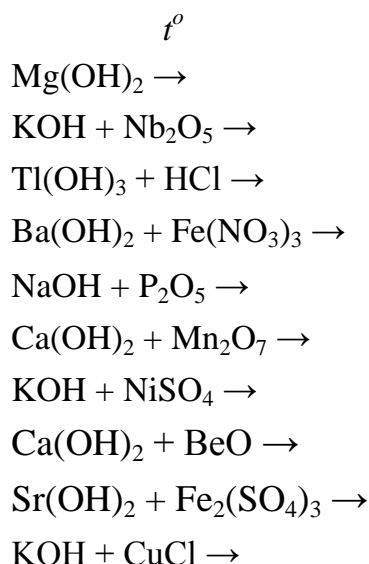 t^o
Mg(OH)₂ →
KOH + Nb₂O₅ →
Tl(OH)₃ + HCl →
Ba(OH)₂ + Fe(NO₃)₃ →
NaOH + P₂O₅ →
Ca(OH)₂ + Mn₂O₇ →
KOH + NiSO₄ →
Ca(OH)₂ + BeO →
Sr(OH)₂ + Fe₂(SO₄)₃ →
KOH + CuCl →